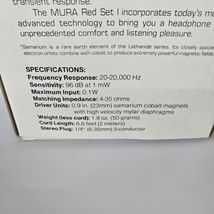 transient response.
The MURA Red Set I incorporates today's m
advanced technology to bring you a headphone
unprecedented comfort and listening pleasure.
*Samarium is a rare earth element of the Lathanide series. Its closely spaced
electron orbits combine with cobalt, to produce extremely powerful magnetic fields
SPECIFICATIONS:
Frequency Response: 20-20,000 Hz
Sensitivity: 96 dB at 1 mW
Maximum Input: 0.1W
Matching Impedance: 4-35 ohms
Driver Units: 0.9 in. (23mm) samarium cobalt magnets
with high velocity mylar diaphragms
Weight (less cord): 1.8 oz. (50 grams)
Cord Length: 6.6 feet (2 meters)
Stereo Plug: 1/4" (6.35mm) 3-conductor